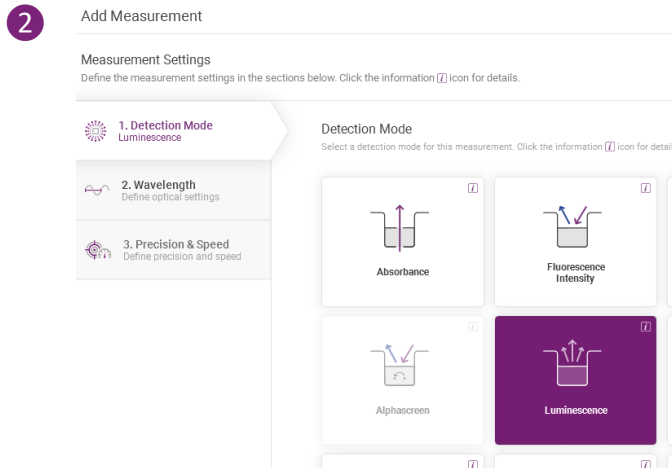 2
Add Measurement
Measurement Settings
Define the measurement settings in the sections below. Click the information i icon for details.
1. Detection Mode
Luminescence
2. Wavelength
Define optical settings
3. Precision & Speed
Define precision and speed
Detection Mode
Select a detection mode for this measurement. Click the information i icon for detail
i
i
Absorbance
Fluorescence
Intensity
i
i
Alphascreen
Luminescence
i
i